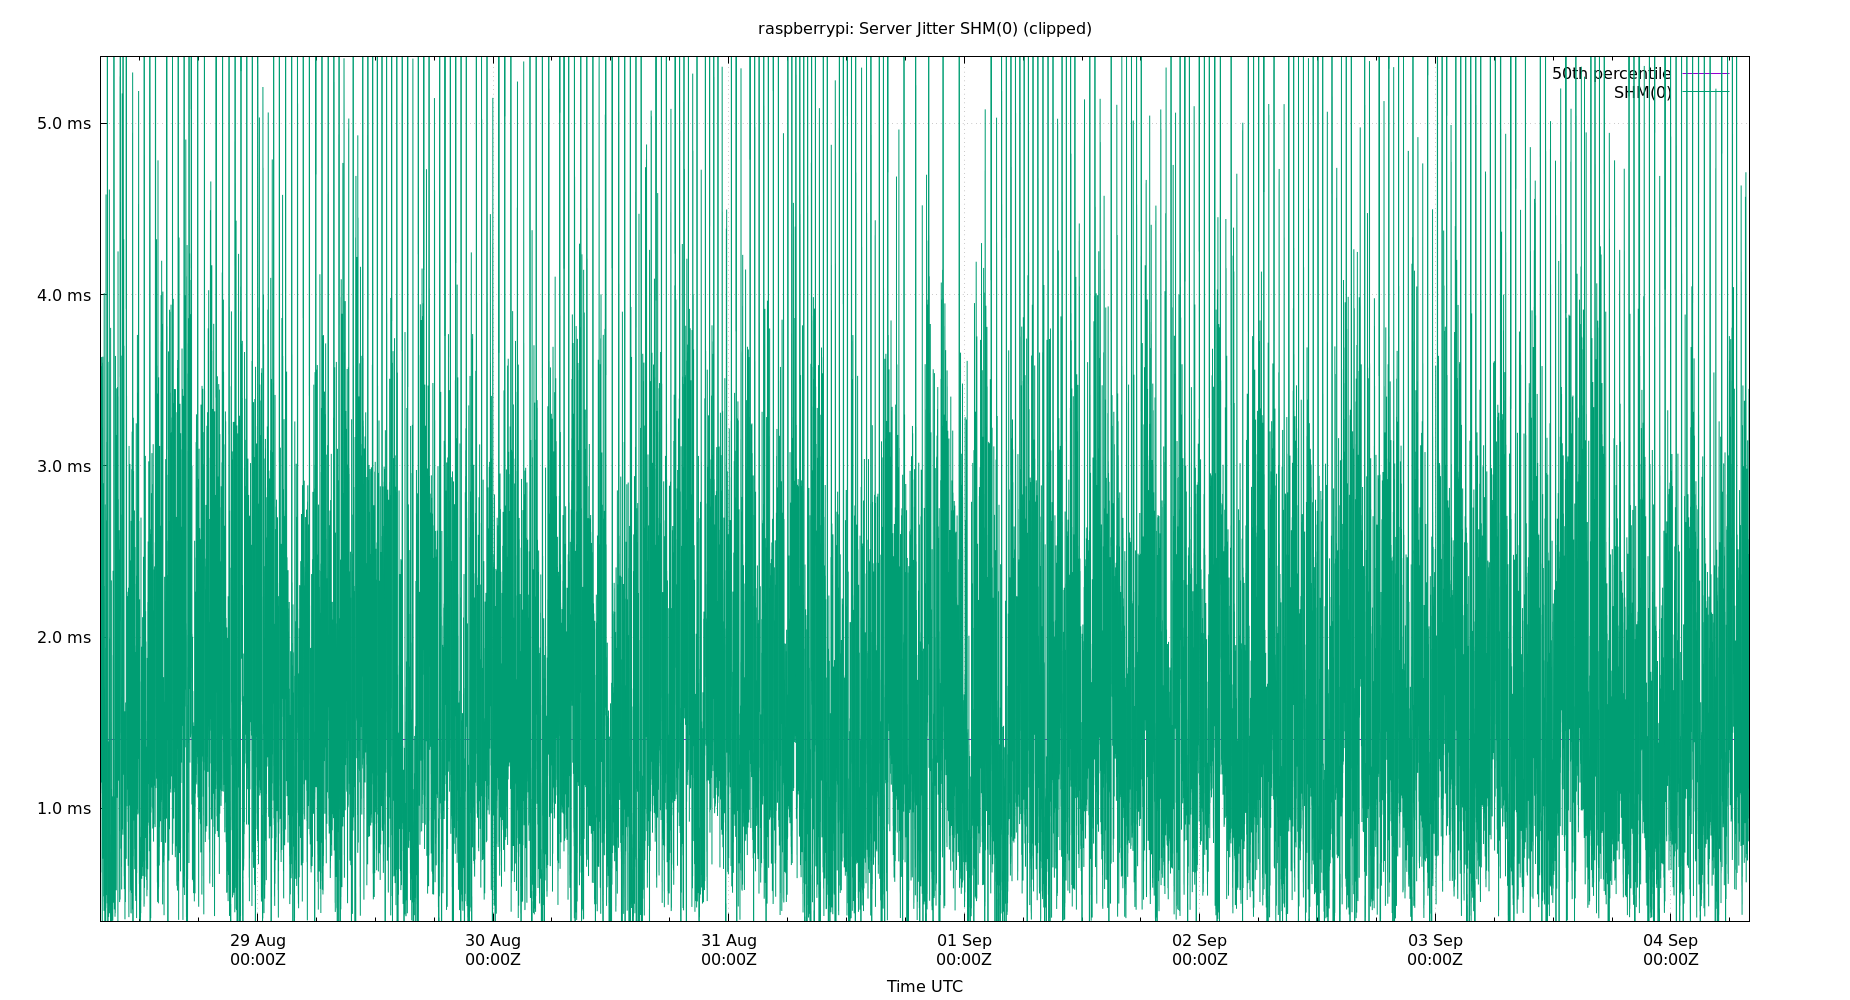 raspberrypi: Server Jitter SHM(0) (clipped)
50th percentile
SHM(0)
5.0 ms
4.0 ms
3.0 ms
2.0 ms
1.0 ms
29 Aug 30 Aug 31 Aug 01 Sep 02 Sep 03 Sep 04 Sep
00:00Z 00:00Z 00:00Z 00:00Z 00:00Z 00:00Z 00:00Z
Time UTC